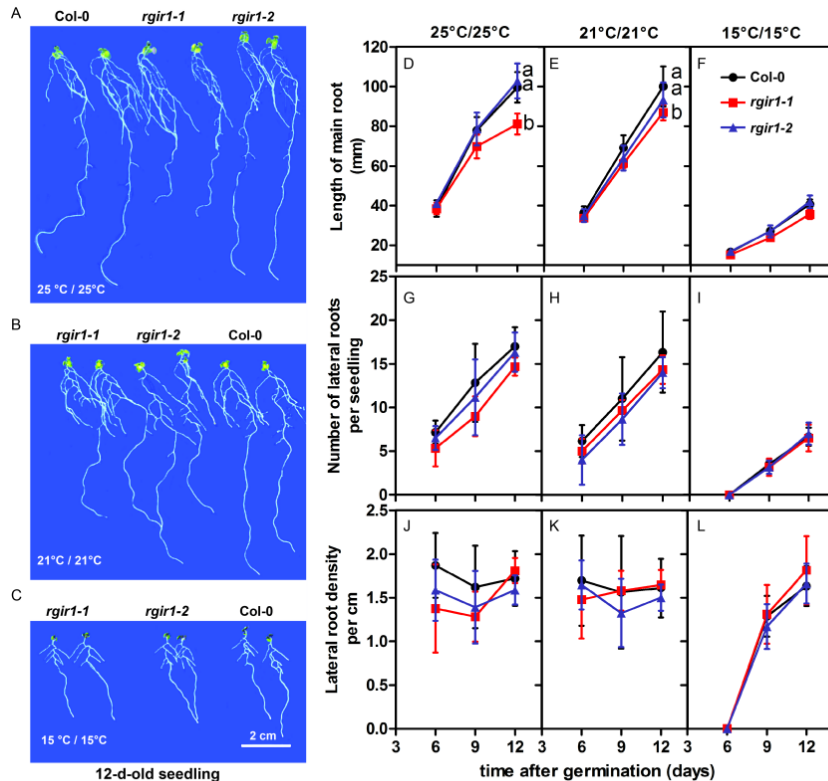 A
Col-0 rgir1-1 rgir1-2
25 °C / 25°C
B
rgir1-1 rgir1-2 Col-0
21°C / 21°C
C
rgir1-1 rgir1-2 Col-0
15 °C / 15°C
2 cm
12-d-old seedling
25°C/25°C 21°C/21°C 15°C/15°C
Length of main root
(mm)
120
100
80
60
40
20
D
a
a
b
E
a
a
b
F
Col-0
rgir1-1
rgir1-2
Number of lateral roots
per seedling
25
20
15
10
5
0
G
H
I
Lateral root density
per cm
2.5
2.0
1.5
1.0
0.5
0.0
J
K
L
3 6 9 12 3 6 9 12 3 6 9 12
time after germination (days)